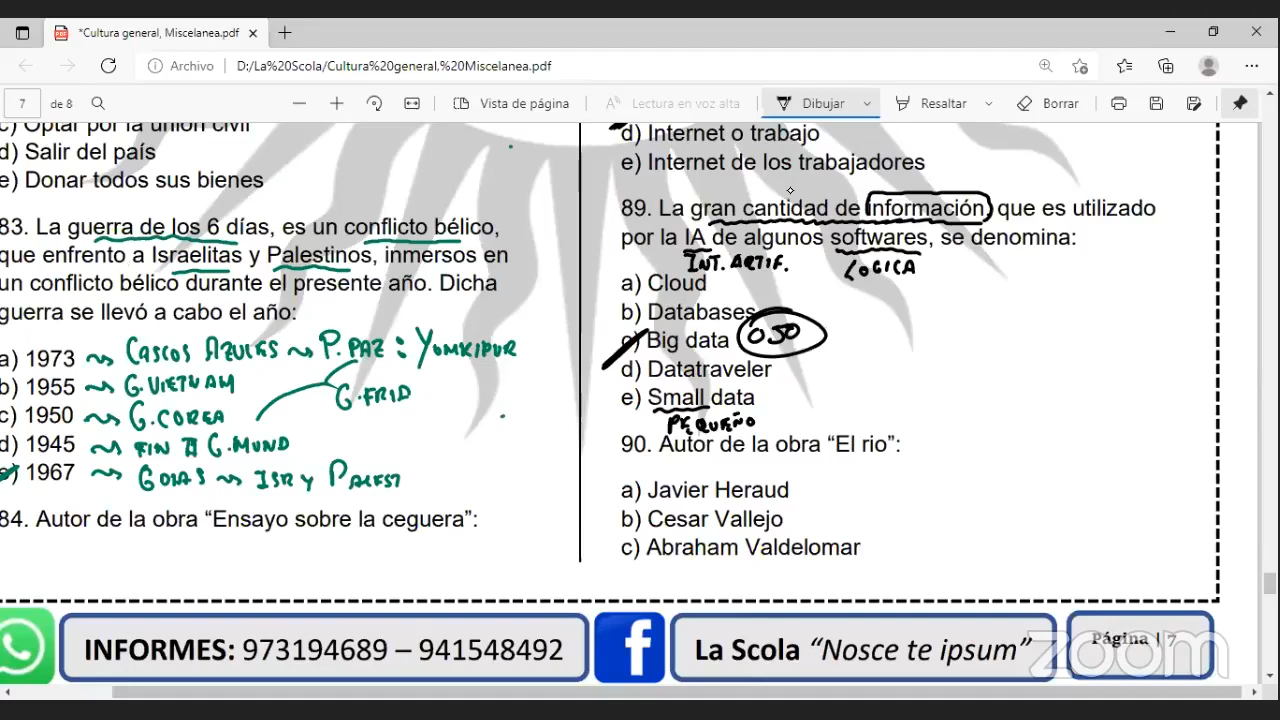 *Cultura general, Miscelanea.pdf
Archivo D:/La%20Scola/Cultura%20general,%20Miscelanea.pdf
7 de 8 Vista de página Lectura en voz alta Dibujar Resaltar Borrar
c) Optar por la unión civil
d) Salir del país
e) Donar todos sus bienes
83. La guerra de los 6 días, es un conflicto bélico,
que enfrento a Israelitas y Palestinos, inmersos en
un conflicto bélico durante el presente año. Dicha
guerra se llevó a cabo el año:
a) 1973 CASCOS AZULES P. PAZ : YOMKIPUR
b) 1955 G. VIETNAM
G. FRID
c) 1950 G. COREA
d) 1945 FIN II G. MUND
e) 1967 6 DIAS ISR y PALEST
84. Autor de la obra “Ensayo sobre la ceguera”:
d) Internet o trabajo
e) Internet de los trabajadores
89. La gran cantidad de información, que es utilizado
por la IA de algunos softwares, se denomina:
INT. ARTIF. LOGICA
a) Cloud
b) Databases
c) Big data 0.50
d) Datatraveler
e) Small data
PEQUEÑO
90. Autor de la obra “El rio”:
a) Javier Heraud
b) Cesar Vallejo
c) Abraham Valdelomar
INFORMES: 973194689 – 941548492
La Scola “Nosce te ipsum”
Página | 7
zoom